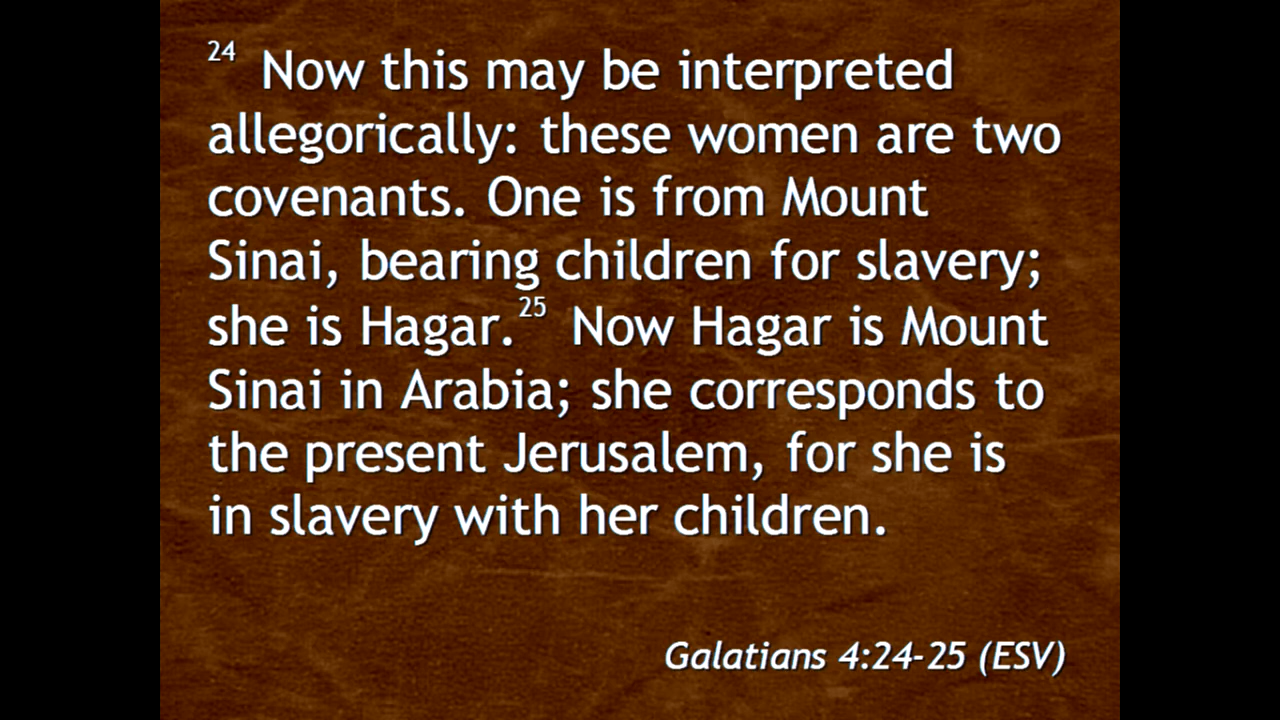 24 Now this may be interpreted
allegorically: these women are two
covenants. One is from Mount
Sinai, bearing children for slavery;
she is Hagar.25 Now Hagar is Mount
Sinai in Arabia; she corresponds to
the present Jerusalem, for she is
in slavery with her children.
Galatians 4:24-25 (ESV)